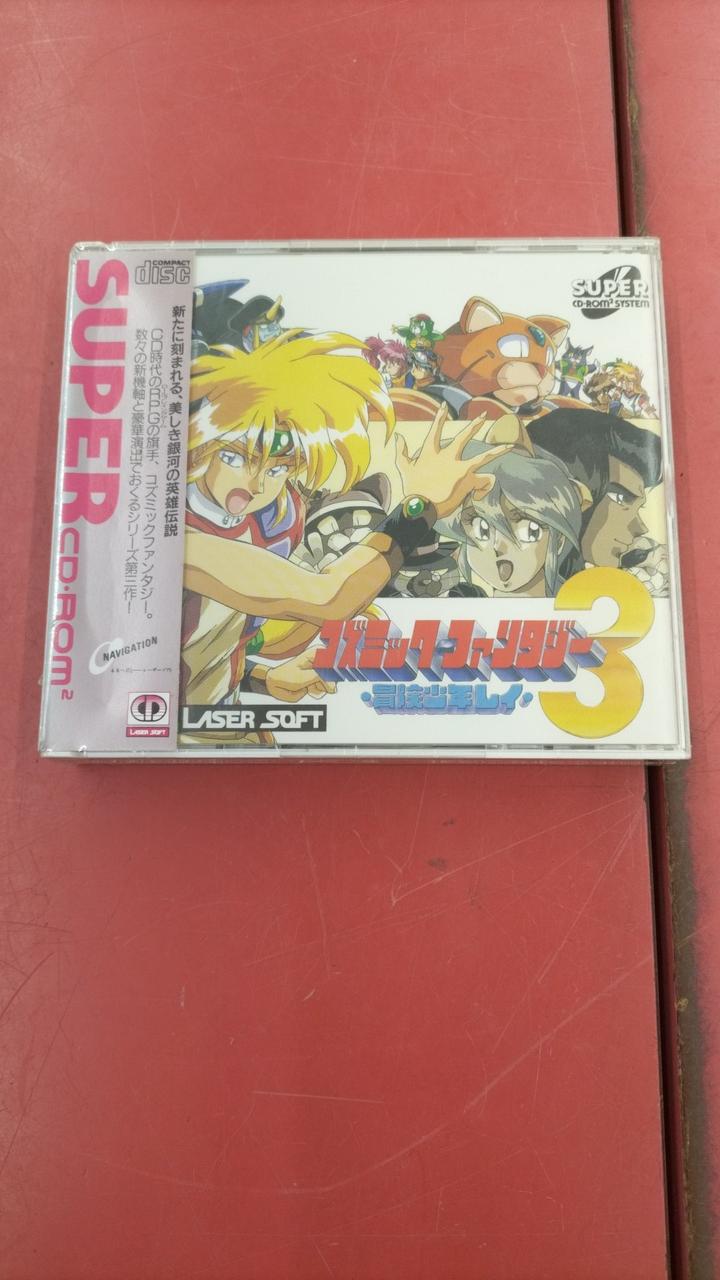 COMPACT
disc
SUPER
CD-ROM²
新たに刻まれる、美しき銀河の英雄伝説
CD時代のRPGの旗手、コズミックファンタジー。
数々の新機軸と豪華演出でおくるシリーズ第三作!
NAVIGATION
LASER SOFT
SUPER
CD-ROM² SYSTEM
コズミック・ファンタジー3
・冒険少年レイ・
LASER SOFT